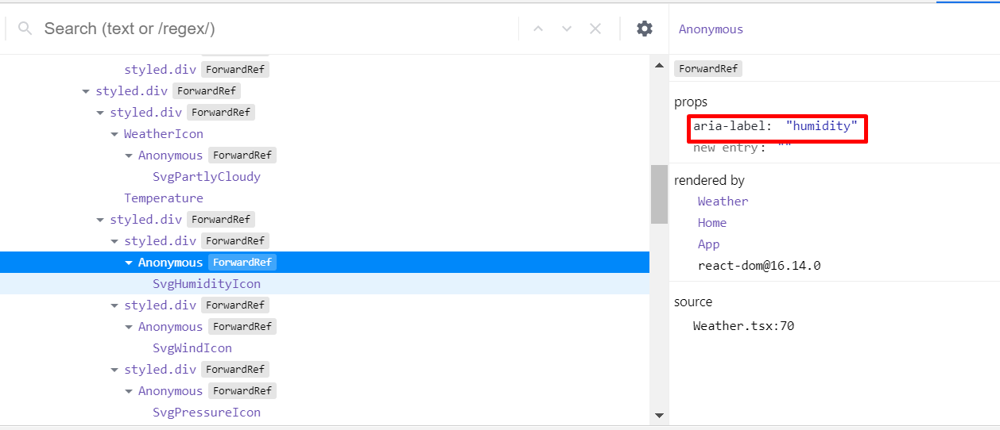 Search (text or /regex/)
styled.div ForwardRef
styled.div ForwardRef
styled.div ForwardRef
WeatherIcon
Anonymous ForwardRef
SvgPartlyCloudy
Temperature
styled.div ForwardRef
styled.div ForwardRef
Anonymous ForwardRef
SvgHumidityIcon
styled.div ForwardRef
Anonymous ForwardRef
SvgWindIcon
styled.div ForwardRef
Anonymous ForwardRef
SvgPressureIcon
Anonymous
ForwardRef
props
aria-label: "humidity"
new entry: ""
rendered by
Weather
Home
App
react-dom@16.14.0
source
Weather.tsx:70